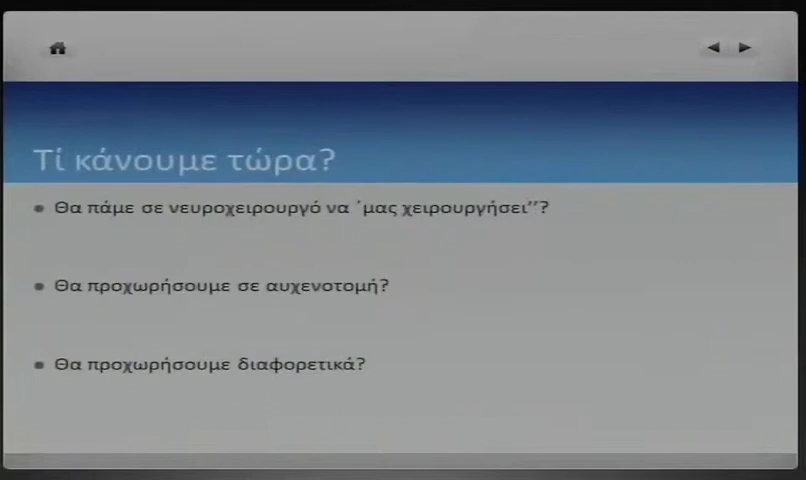 Τί κάνουμε τώρα?
Θα πάμε σε νευροχειρουργό να ΄μας χειρουργήσει’’?
Θα προχωρήσουμε σε αυχενοτομή?
Θα προχωρήσουμε διαφορετικά?